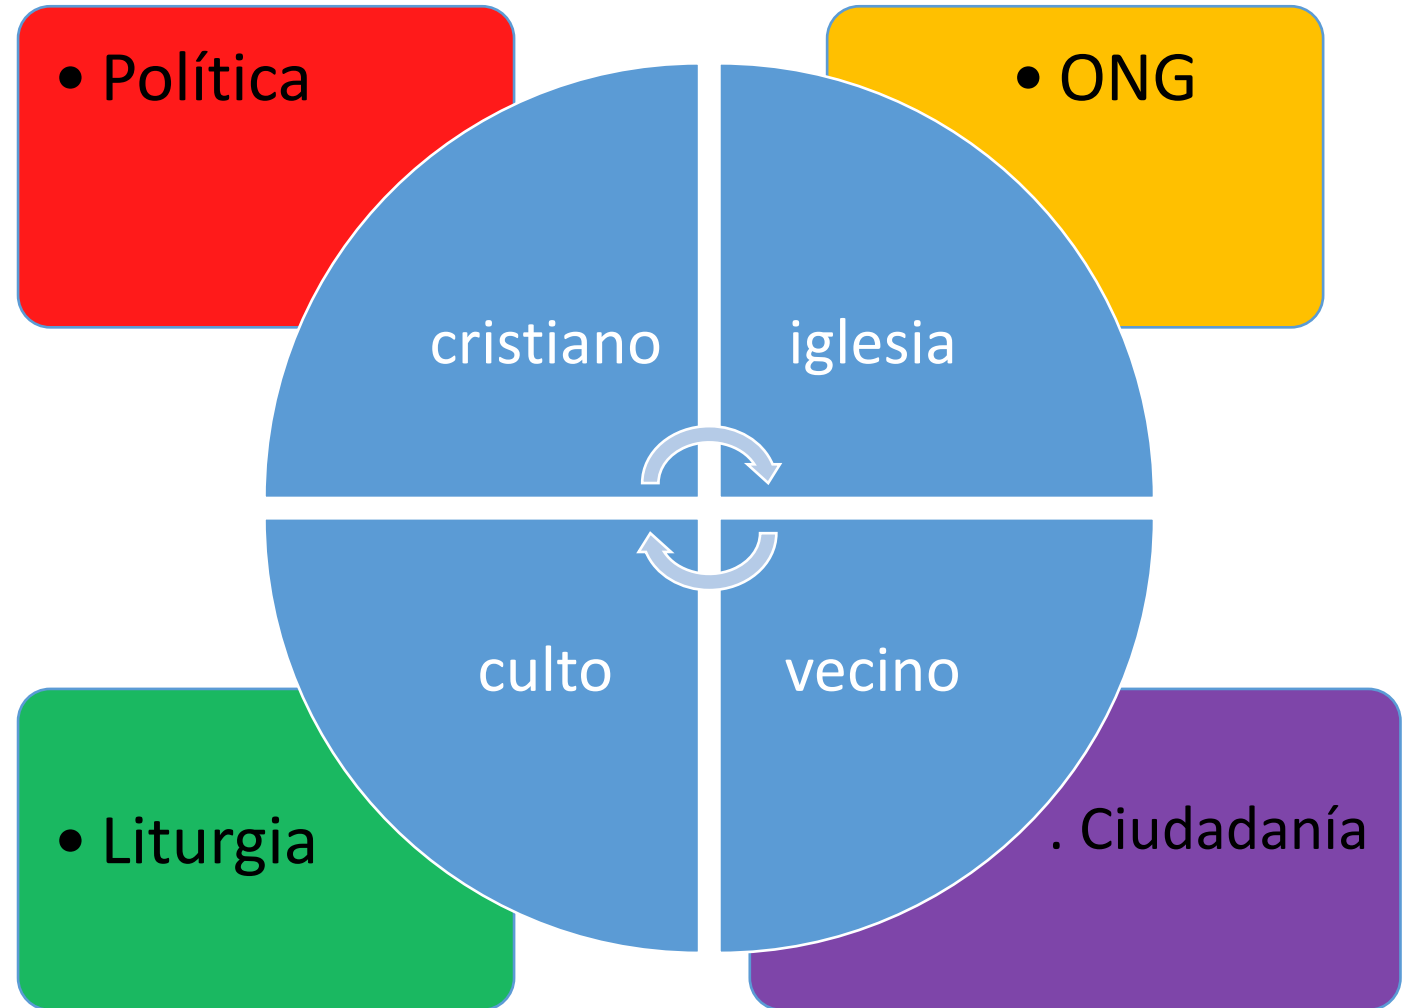 • Política
• ONG
cristiano
iglesia
culto
vecino
• Liturgia
. Ciudadanía